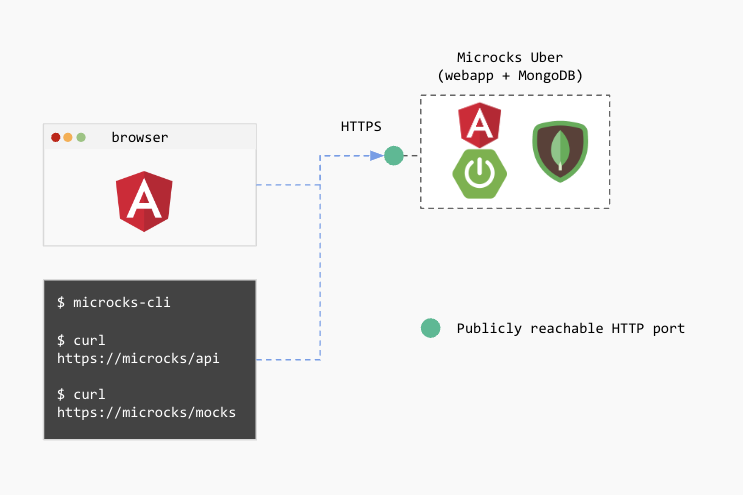 Microcks Uber
(webapp + MongoDB)
HTTPS
browser
$ microcks-cli
$ curl
https://microcks/api
$ curl
https://microcks/mocks
Publicly reachable HTTP port